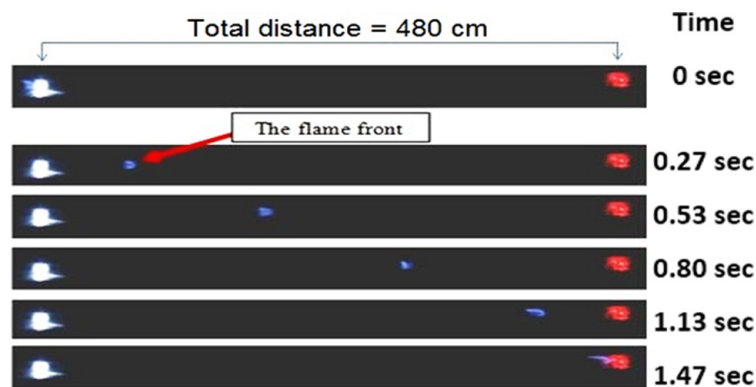 Total distance = 480 cm
Time
0 sec
The flame front
0.27 sec
0.53 sec
0.80 sec
1.13 sec
1.47 sec